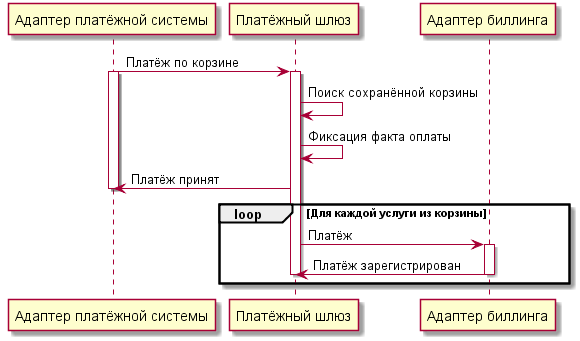 Адаптер платёжной системы
Платёжный шлюз
Адаптер биллинга
Платёж по корзине
Поиск сохранённой корзины
Фиксация факта оплаты
Платёж принят
loop
[Для каждой услуги из корзины]
Платёж
Платёж зарегистрирован
Адаптер платёжной системы
Платёжный шлюз
Адаптер биллинга